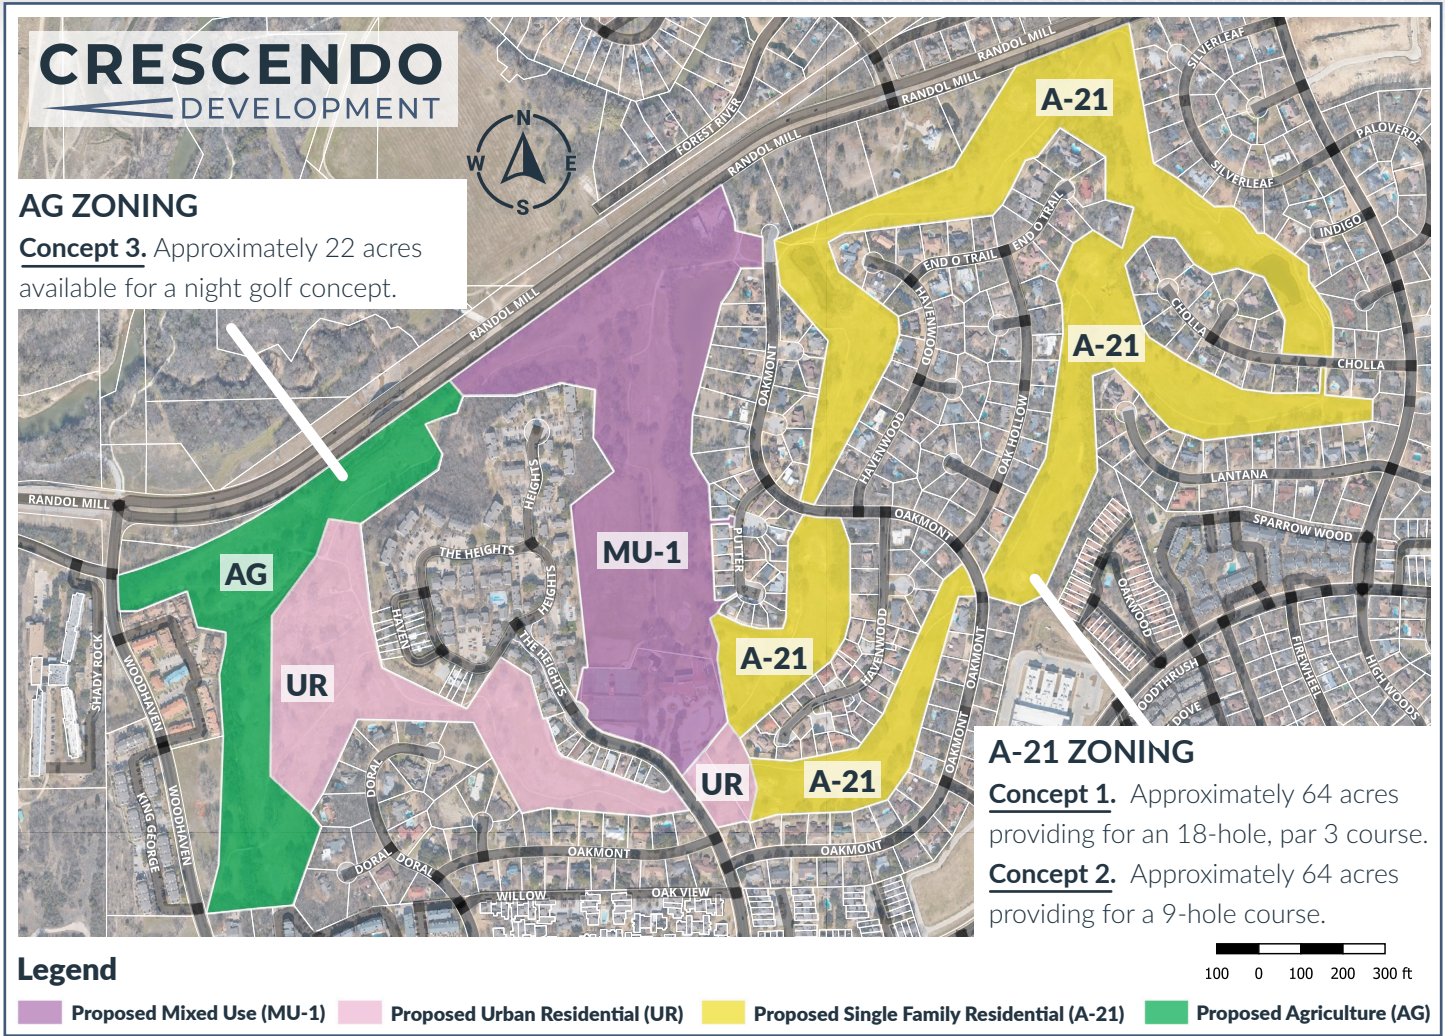 CRESCENDO
DEVELOPMENT
N
W
E
S
AG ZONING
Concept 3. Approximately 22 acres
available for a night golf concept.
RANDOL MILL
RANDOL MILL
RANDOL MILL
RANDOL MILL
RANDOL MILL
FOREST RIVER
SILVERLEAF
SILVERLEAF
PALOVERDE
INDIGO
A-21
END O TRAIL
END O TRAIL
HAVENWOOD
HAVENWOOD
HAVENWOOD
OAKMONT
CHOLLA
CHOLLA
A-21
OAK HOLLOW
LANTANA
SPARROW WOOD
OAKMONT
PUTTER
HEIGHTS
THE HEIGHTS
HEIGHTS
THE HEIGHTS
HAVEN
MU-1
AG
UR
A-21
UR
A-21
SHADY ROCK
WOODHAVEN
WOODHAVEN
KING GEORGE
DORAL
DORAL
DORAL
OAKMONT
OAKMONT
OAKMONT
OAKMONT
WILLOW
OAK VIEW
OAKWOOD
OODTHRUSH
DOVE
FIREWHEEL
HIGH WOODS
A-21 ZONING
Concept 1. Approximately 64 acres
providing for an 18-hole, par 3 course.
Concept 2. Approximately 64 acres
providing for a 9-hole course.
100 0 100 200 300 ft
Legend
Proposed Mixed Use (MU-1)
Proposed Urban Residential (UR)
Proposed Single Family Residential (A-21)
Proposed Agriculture (AG)